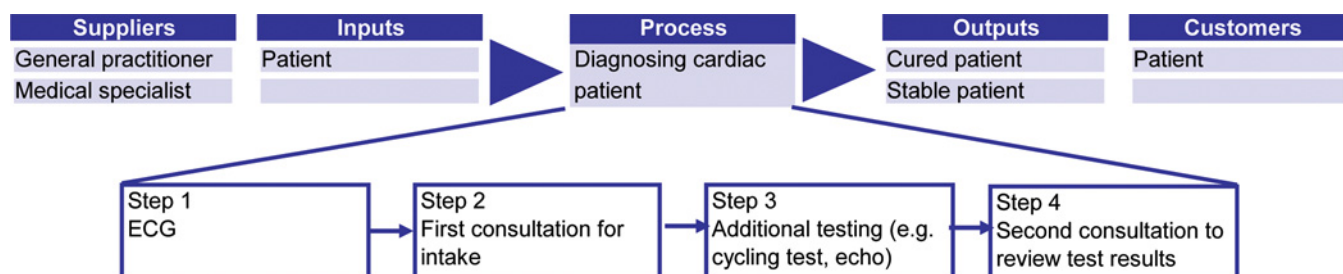 Suppliers
Inputs
Process
Outputs
Customers
General practitioner
Patient
Diagnosing cardiac
Cured patient
Patient
Medical specialist
patient
Stable patient
Step 1
ECG
Step 2
First consultation for
intake
Step 3
Additional testing (e.g.
cycling test, echo)
Step 4
Second consultation to
review test results